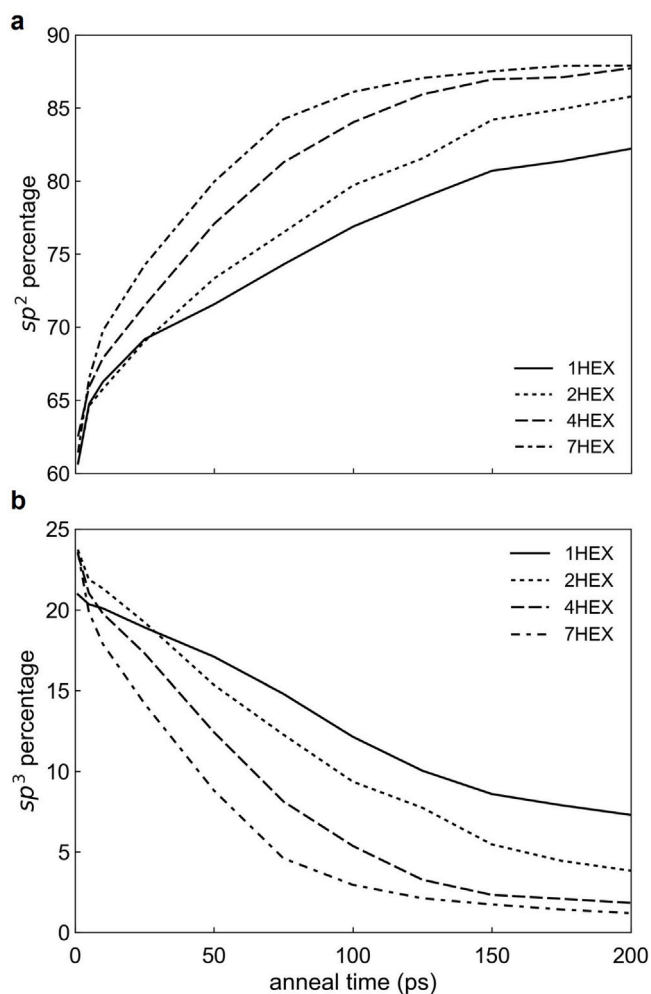 a
90
85
80
75
70
65
60
sp² percentage
1HEX
2HEX
4HEX
7HEX
b
25
20
15
10
5
0
sp³ percentage
1HEX
2HEX
4HEX
7HEX
0 50 100 150 200
anneal time (ps)